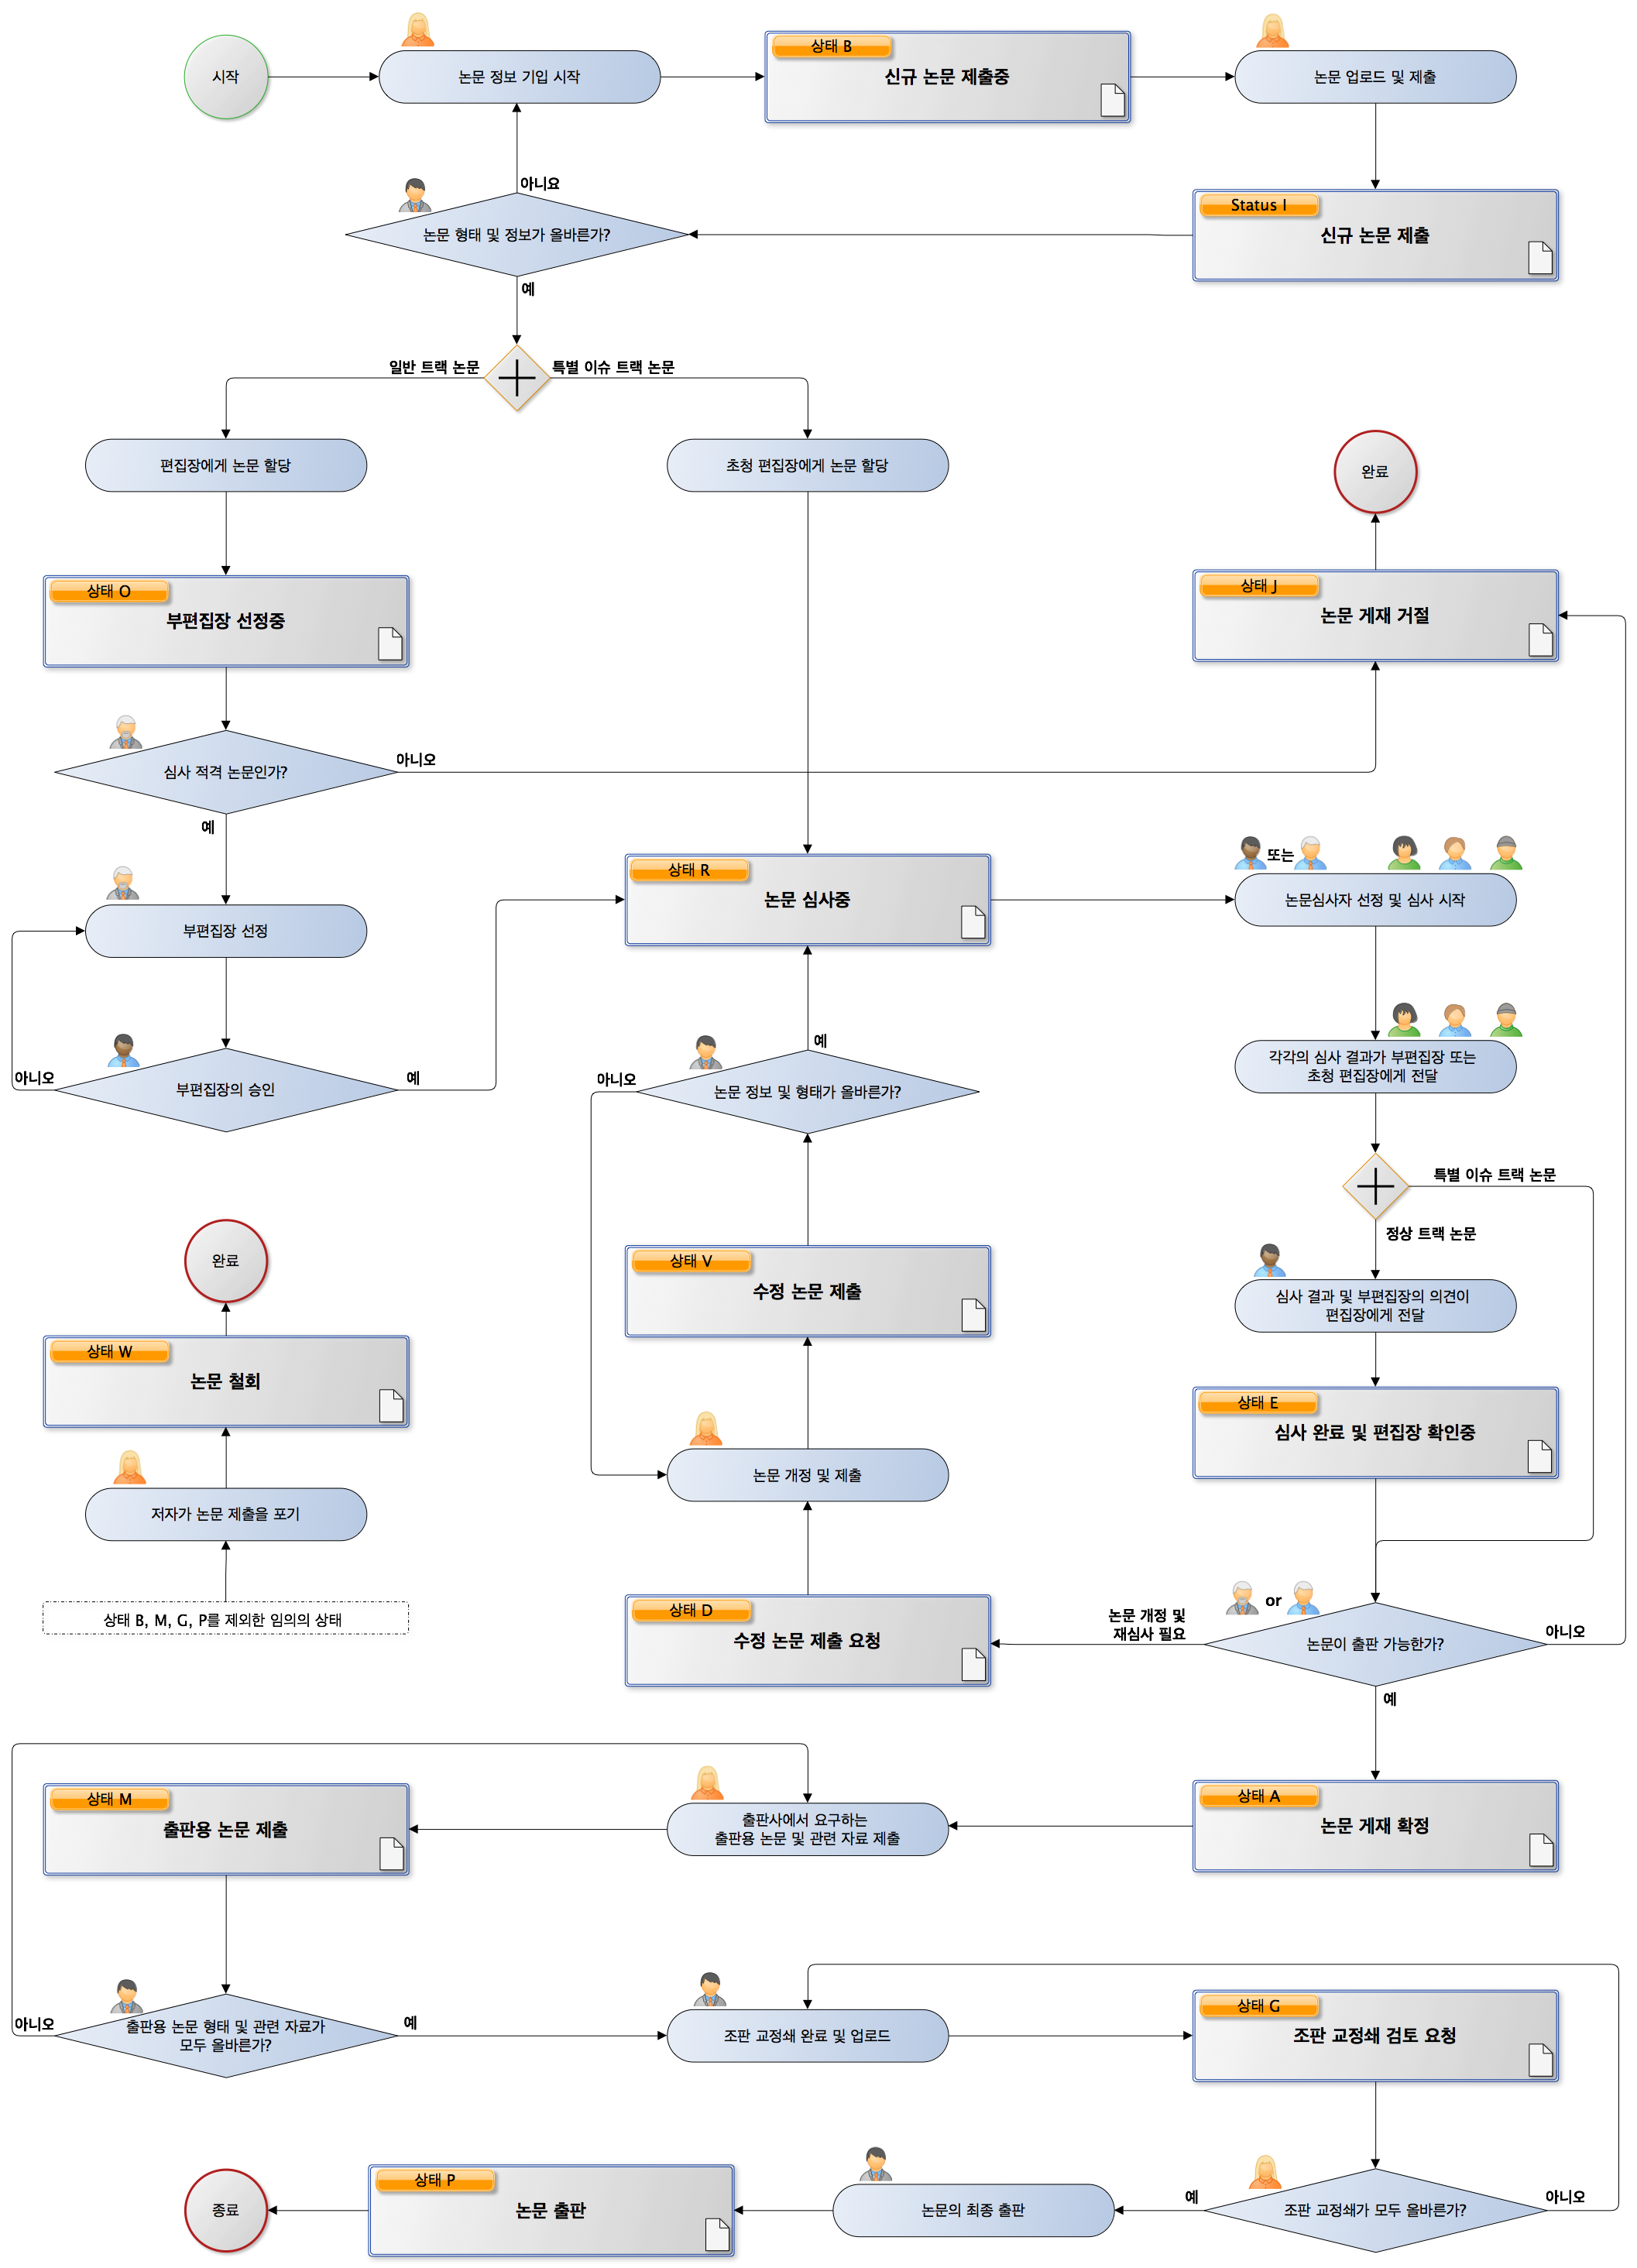 시작
논문 정보 기입 시작
상태 B
신규 논문 제출중
논문 업로드 및 제출
아니요
Status I
신규 논문 제출
논문 형태 및 정보가 올바른가?
예
일반 트랙 논문
특별 이슈 트랙 논문
편집장에게 논문 할당
초청 편집장에게 논문 할당
완료
상태 O
부편집장 선정중
상태 J
논문 게재 거절
심사 적격 논문인가?
아니오
예
부편집장 선정
상태 R
논문 심사중
또는
논문심사자 선정 및 심사 시작
아니오
부편집장의 승인
예
예
아니오
논문 정보 및 형태가 올바른가?
각각의 심사 결과가 부편집장 또는
초청 편집장에게 전달
특별 이슈 트랙 논문
정상 트랙 논문
완료
상태 V
수정 논문 제출
심사 결과 및 부편집장의 의견이
편집장에게 전달
상태 W
논문 철회
상태 E
심사 완료 및 편집장 확인중
논문 개정 및 제출
저자가 논문 제출을 포기
상태 B, M, G, P를 제외한 임의의 상태
상태 D
수정 논문 제출 요청
논문 개정 및
재심사 필요
or
논문이 출판 가능한가?
아니오
예
상태 M
출판용 논문 제출
출판사에서 요구하는
출판용 논문 및 관련 자료 제출
상태 A
논문 게재 확정
아니오
출판용 논문 형태 및 관련 자료가
모두 올바른가?
예
조판 교정쇄 완료 및 업로드
상태 G
조판 교정쇄 검토 요청
종료
상태 P
논문 출판
논문의 최종 출판
예
조판 교정쇄가 모두 올바른가?
아니오